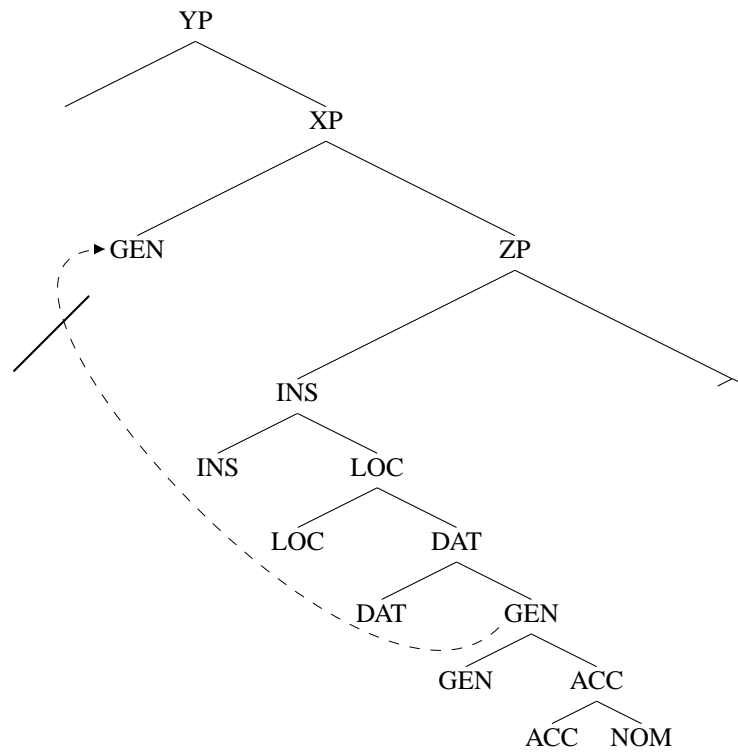 YP
XP
GEN ZP
INS
INS LOC
LOC DAT
DAT GEN
GEN ACC
ACC NOM